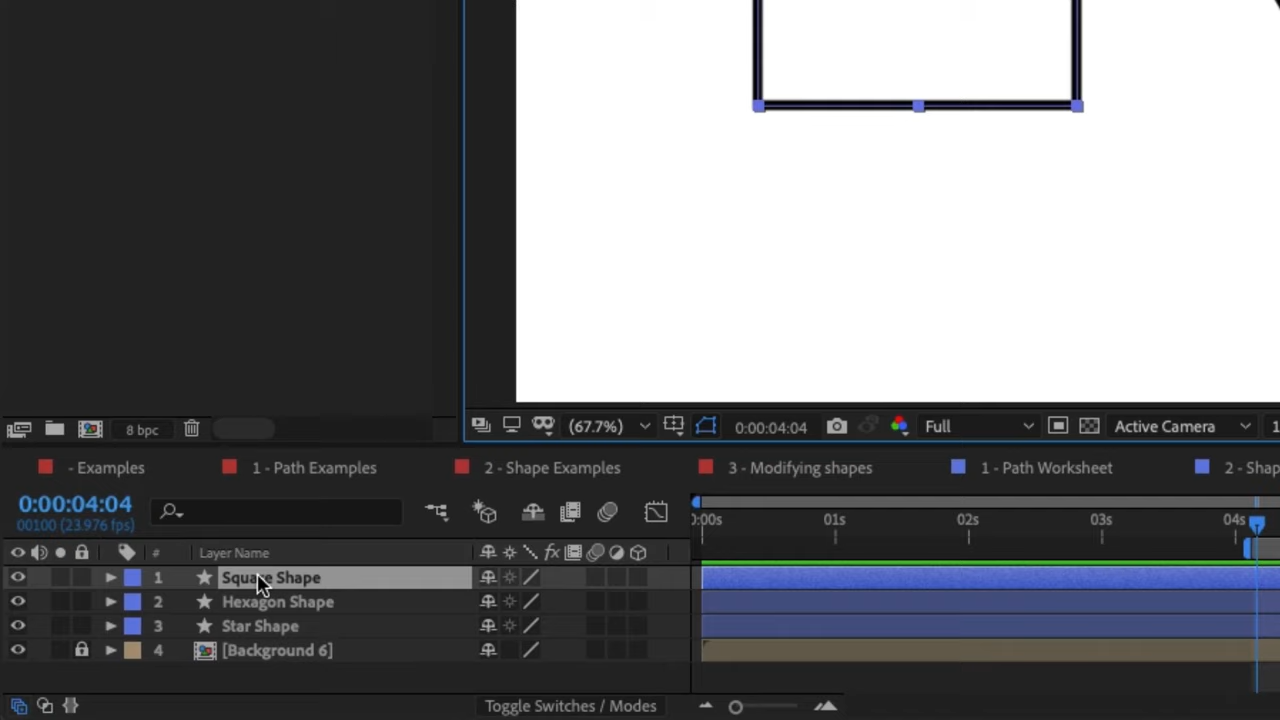 8 bpc
(67.7%) 0:00:04:04 Full Active Camera 1
- Examples 1 - Path Examples 2 - Shape Examples 3 - Modifying shapes 1 - Path Worksheet 2 - Shap
0:00:04:04
00100 (23.976 fps)
0:00s 01s 02s 03s 04s
# Layer Name fx
1 Square Shape
2 Hexagon Shape
3 Star Shape
4 [Background 6]
Toggle Switches / Modes